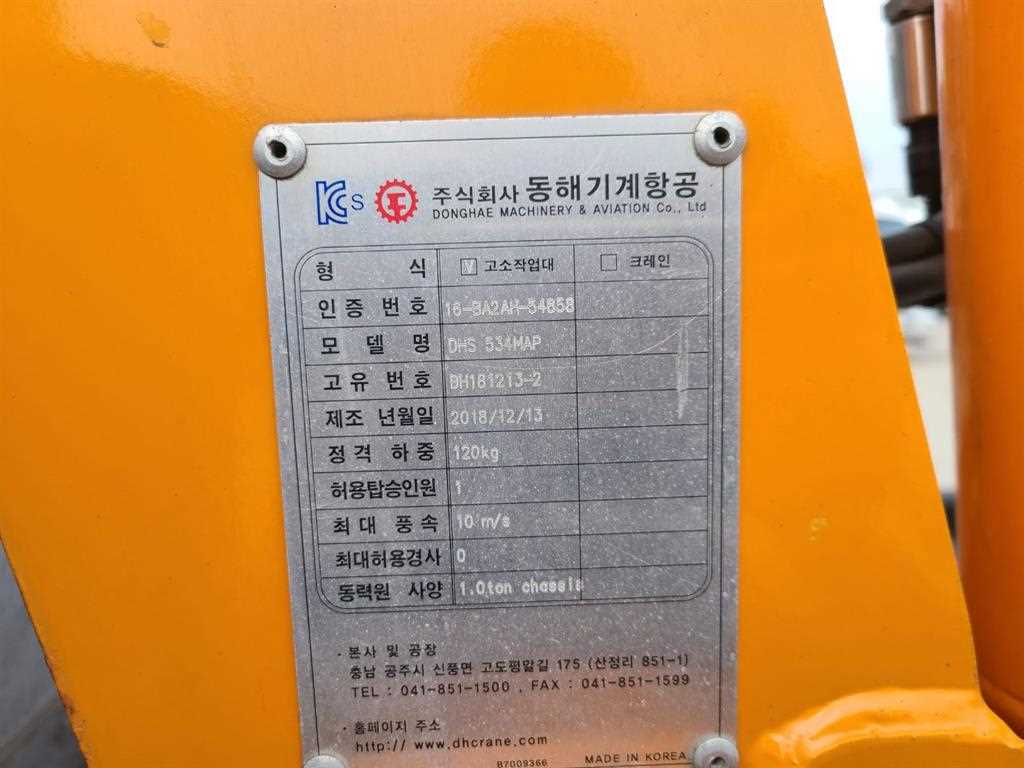 KCs 주식회사 동해기계항공
DONGHAE MACHINERY & AVIATION Co., Ltd
형 식 V 고소작업대 크레인
인증 번호 16-BA2AH-54858
모 델 명 DHS 534MAP
고유 번호 DH181213-2
제조 년월일 2018/12/13
정격 하중 120kg
허용탑승인원 1
최대 풍속 10 m/s
최대허용경사 0
동력원 사양 1.0ton chassis
· 본사 및 공장
충남 공주시 신풍면 고도평말길 175 (산정리 851-1)
TEL : 041-851-1500 , FAX : 041-851-1599
· 홈페이지 주소
http:// www.dhcrane.com
B7009366 MADE IN KOREA